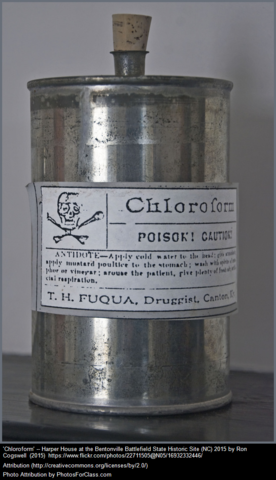 Chloroform
POISON! CAUTION!
ANTIDOTE—Apply cold water to the head;
apply mustard poultice to the stomach; wash with
or vinegar; arouse the patient, give plenty of
cial respiration.
T. H. FUQUA, Druggist, Canton,
'Chloroform' – Harper House at the Bentonville Battlefield State Historic Site (NC) 2015 by Ron
Cogswell (2015) https://www.flickr.com/photos/22711505@N05/16932332446/
Attribution (http://creativecommons.org/licenses/by/2.0/)
Photo Attribution by PhotosForClass.com